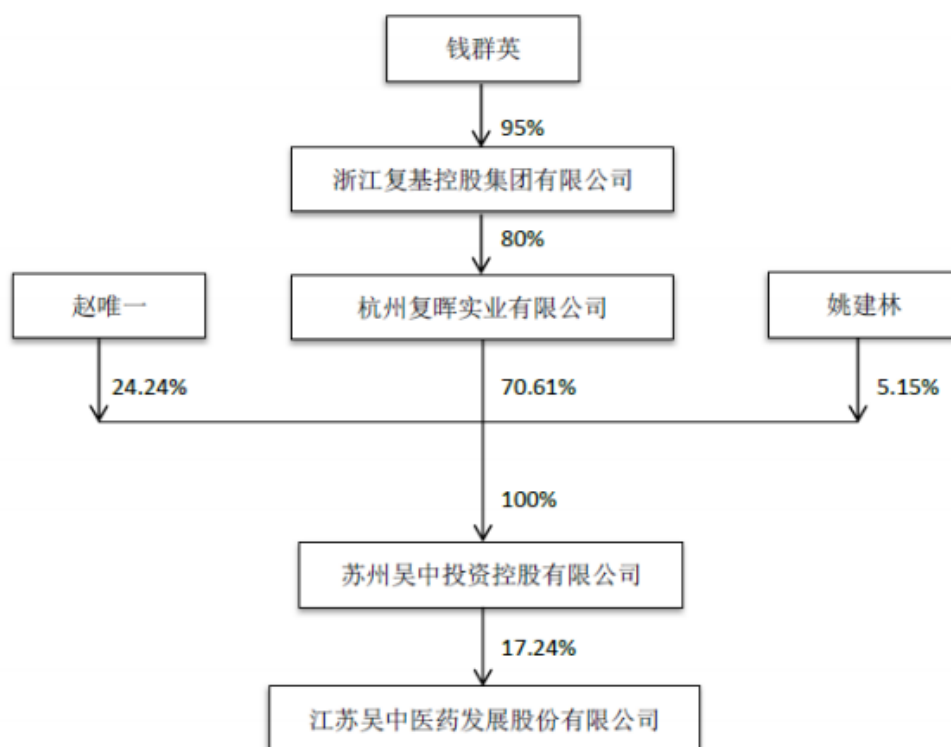 钱群英
95%
浙江复基控股集团有限公司
80%
赵唯一
杭州复晖实业有限公司
姚建林
24.24%
70.61%
5.15%
100%
苏州吴中投资控股有限公司
17.24%
江苏吴中医药发展股份有限公司